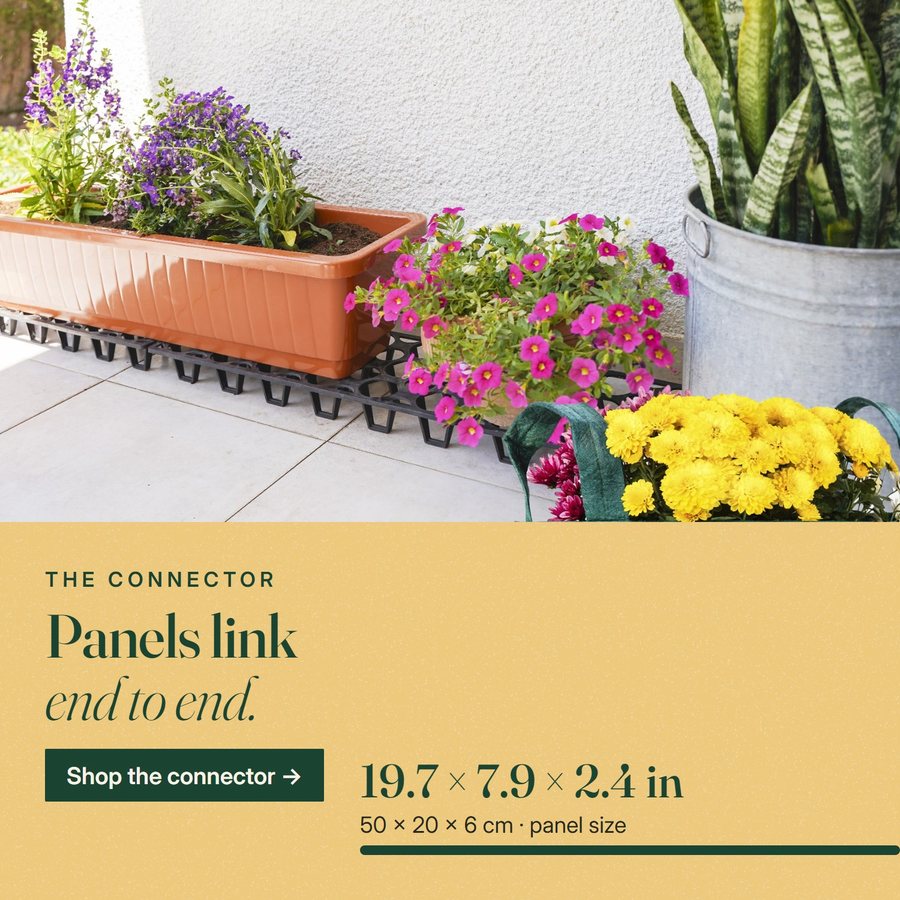 THE CONNECTOR
Panels link
end to end.
Shop the connector →
19.7 × 7.9 × 2.4 in
50 × 20 × 6 cm · panel size